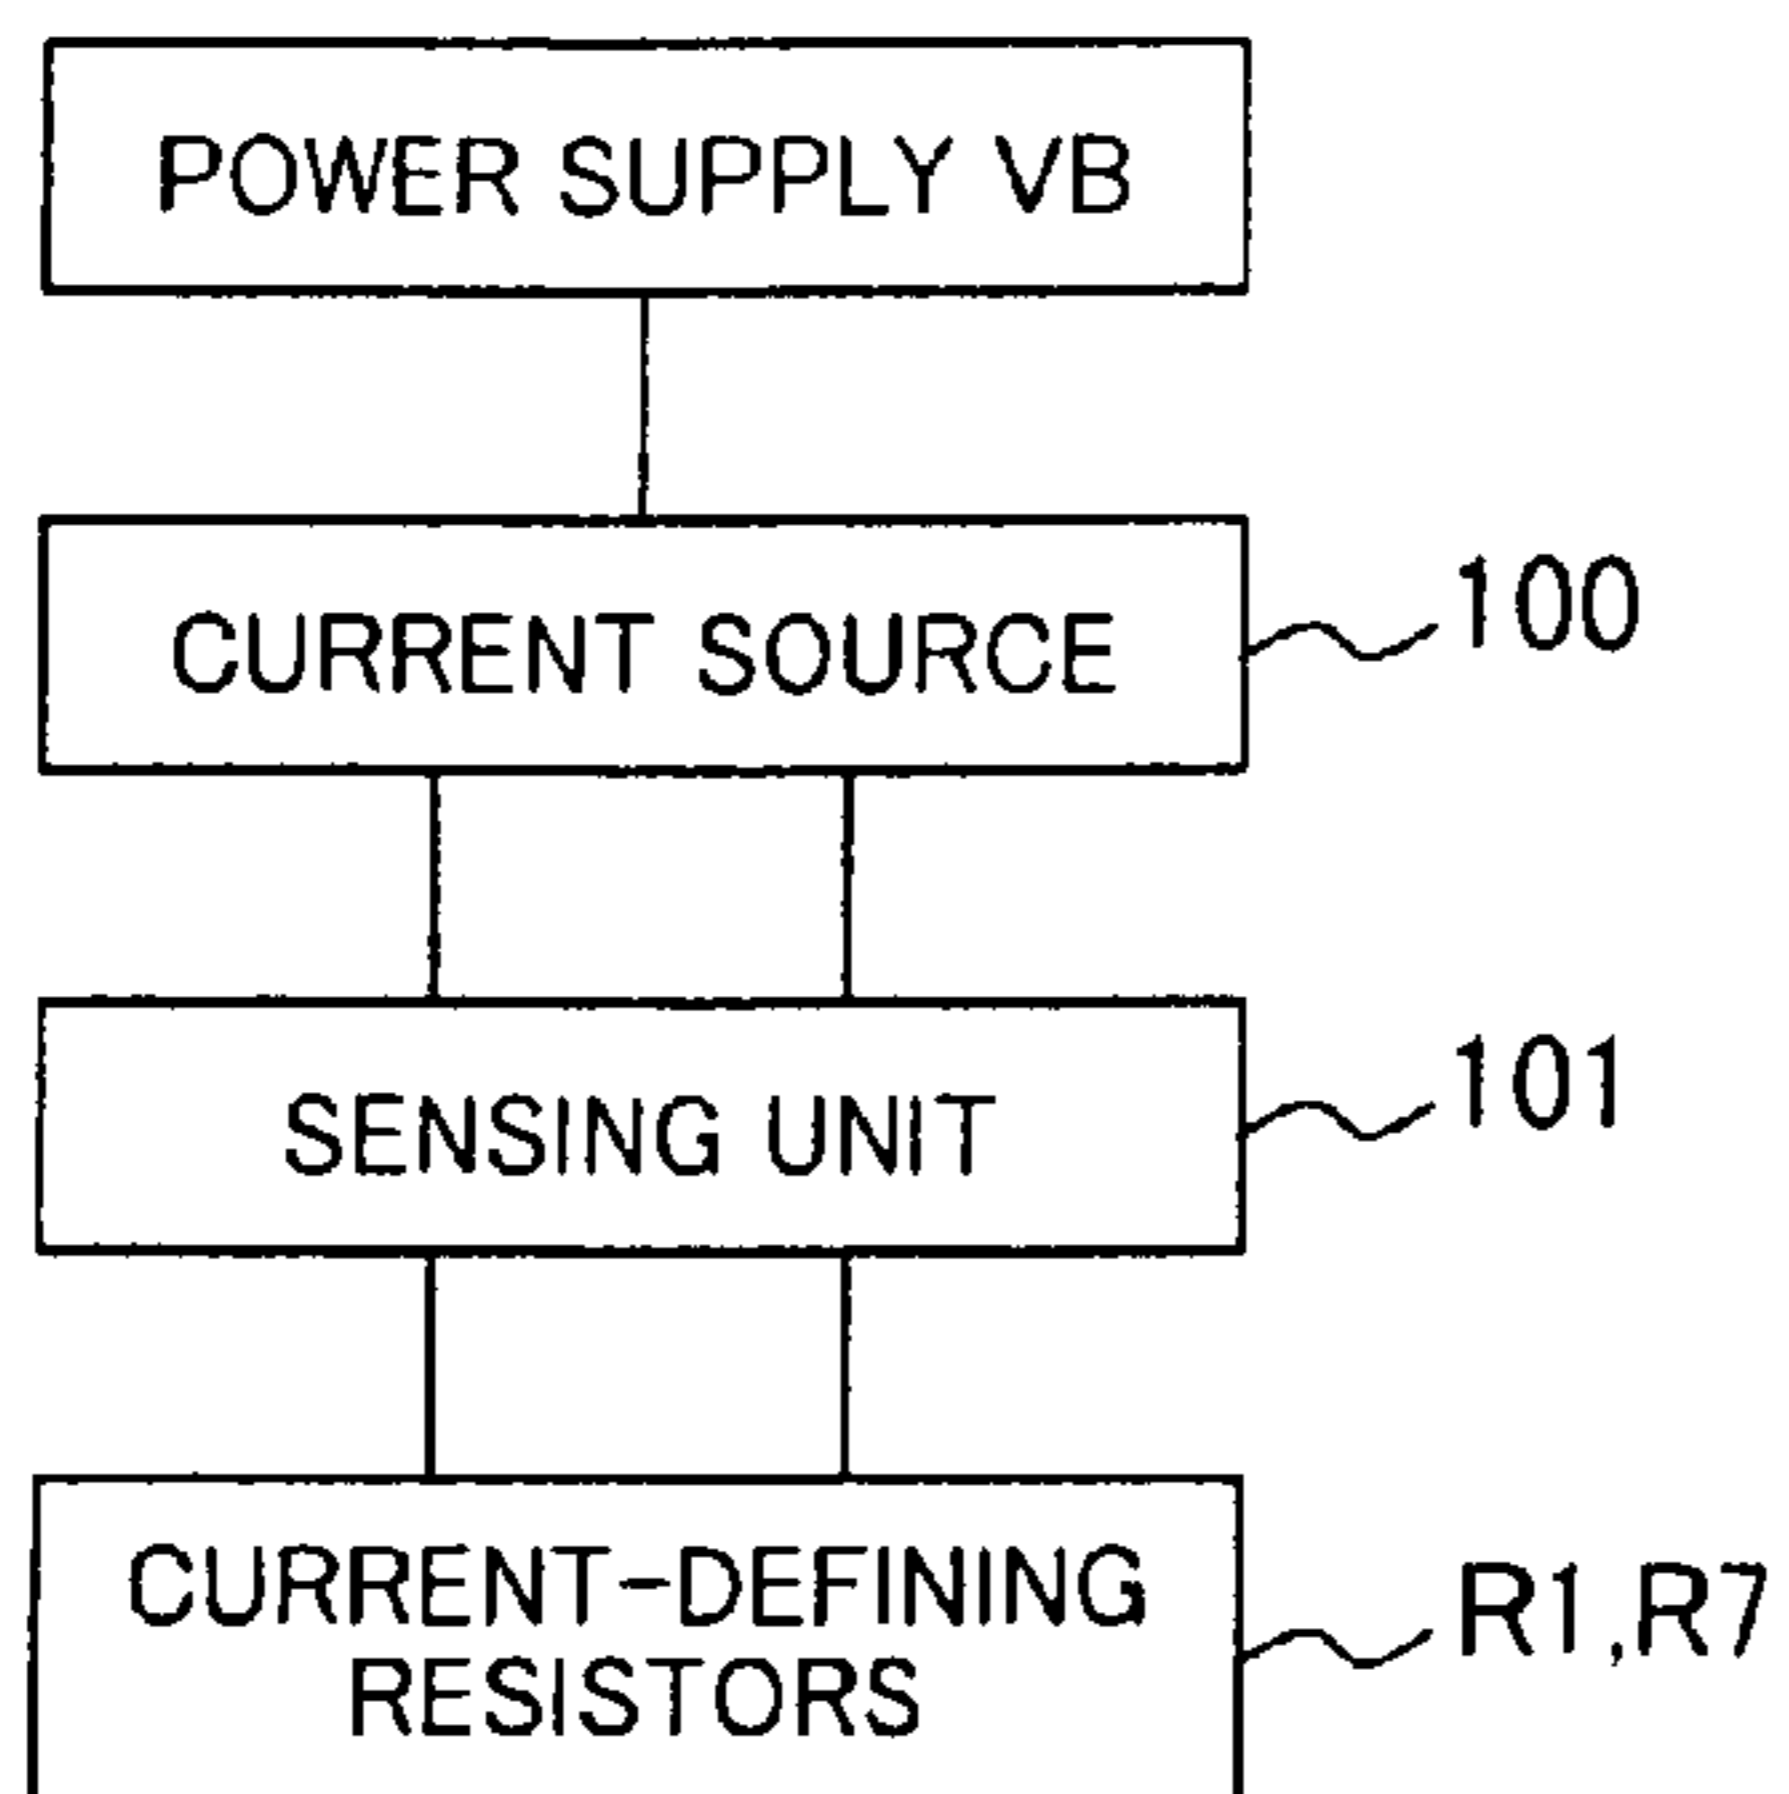 POWER SUPPLY VB
CURRENT SOURCE
100
SENSING UNIT
101
CURRENT-DEFINING
RESISTORS
R1,R7